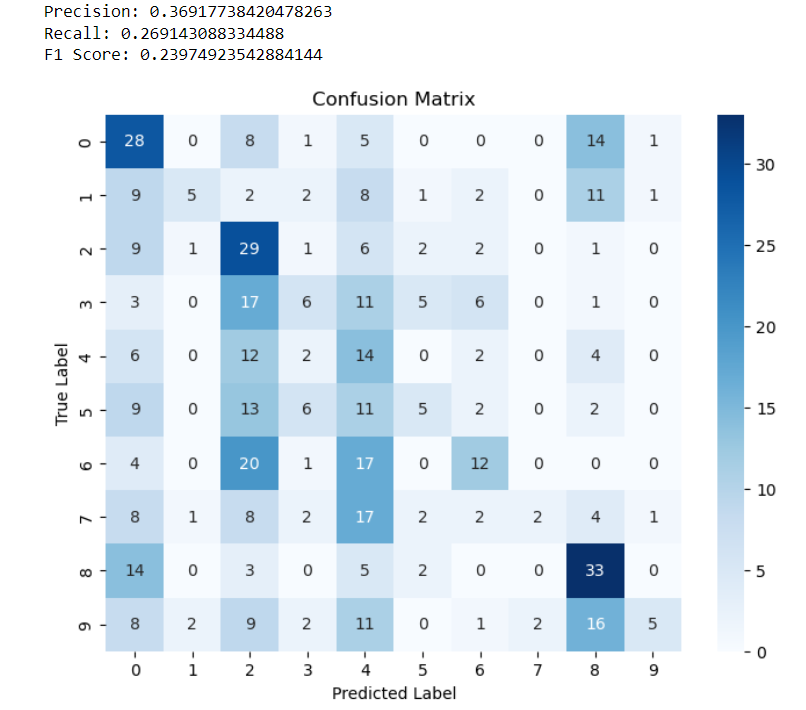 Precision: 0.36917738420478263
Recall: 0.269143088334488
F1 Score: 0.23974923542884144
Confusion Matrix
0 28 0 8 1 5 0 0 0 14 1
1 9 5 2 2 8 1 2 0 11 1
2 9 1 29 1 6 2 2 0 1 0
3 3 0 17 6 11 5 6 0 1 0
4 6 0 12 2 14 0 2 0 4 0
5 9 0 13 6 11 5 2 0 2 0
6 4 0 20 1 17 0 12 0 0 0
7 8 1 8 2 17 2 2 2 4 1
8 14 0 3 0 5 2 0 0 33 0
9 8 2 9 2 11 0 1 2 16 5
0 1 2 3 4 5 6 7 8 9
True Label
Predicted Label
30
25
20
15
10
5
0